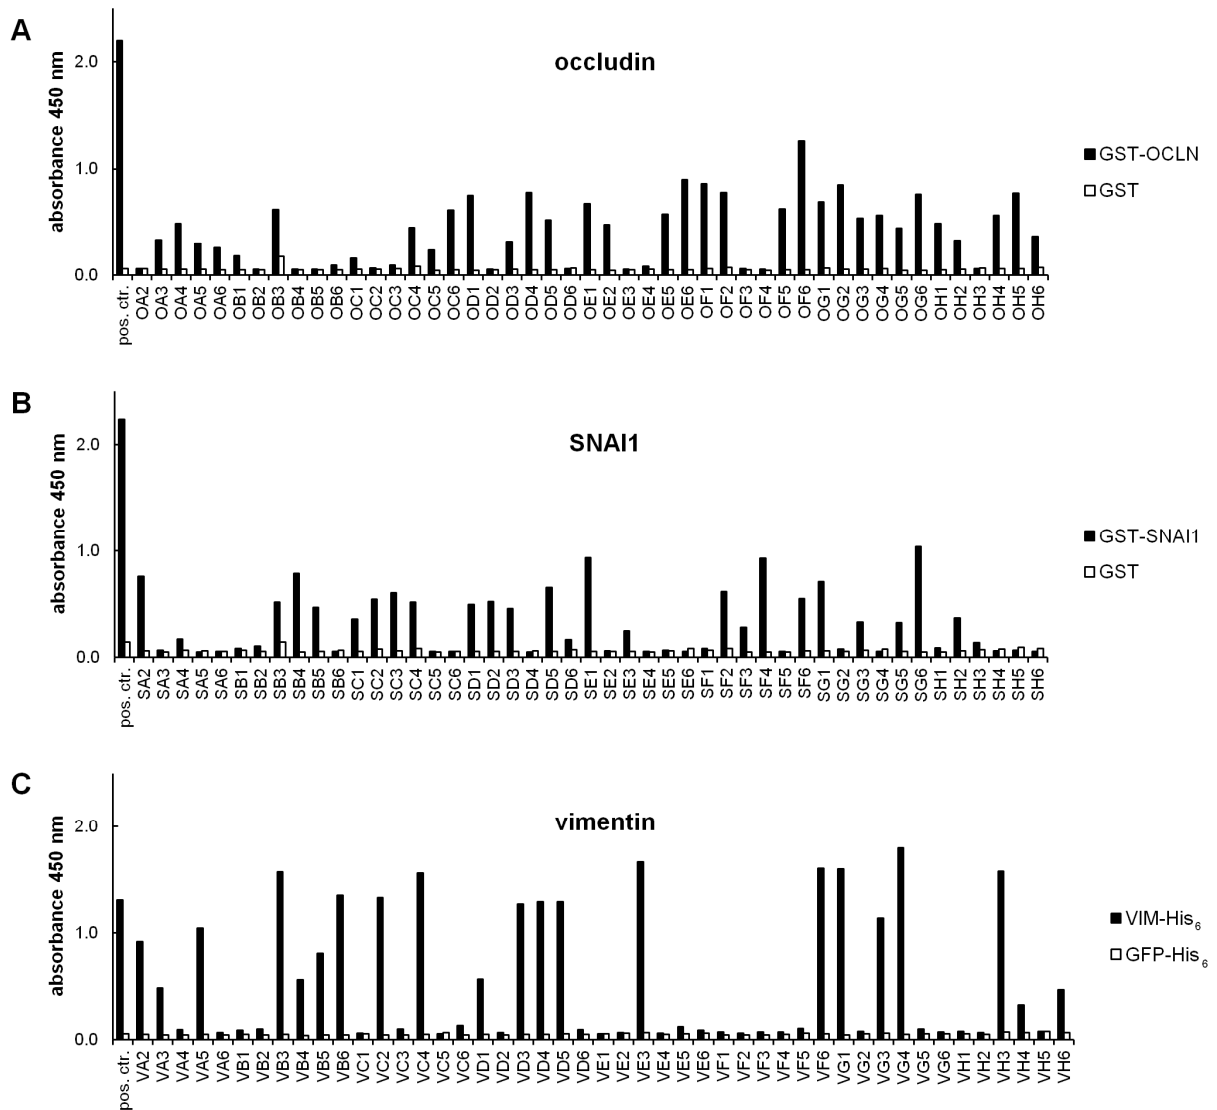 A
occludin
absorbance 450 nm
2.0
1.0
0.0
GST-OCLN
GST
pos. ctr. OA2 OA3 OA4 OA5 OA6 OB1 OB2 OB3 OB4 OB5 OB6 OC1 OC2 OC3 OC4 OC5 OC6 OD1 OD2 OD3 OD4 OD5 OD6 OE1 OE2 OE3 OE4 OE5 OE6 OF1 OF2 OF3 OF4 OF5 OF6 OG1 OG2 OG3 OG4 OG5 OG6 OH1 OH2 OH3 OH4 OH5 OH6
B
SNAI1
absorbance 450 nm
2.0
1.0
0.0
GST-SNAI1
GST
pos. ctr. SA2 SA3 SA4 SA5 SA6 SB1 SB2 SB3 SB4 SB5 SB6 SC1 SC2 SC3 SC4 SC5 SC6 SD1 SD2 SD3 SD4 SD5 SD6 SE1 SE2 SE3 SE4 SE5 SE6 SF1 SF2 SF3 SF4 SF5 SF6 SG1 SG2 SG3 SG4 SG5 SG6 SH1 SH2 SH3 SH4 SH5 SH6
C
vimentin
absorbance 450 nm
2.0
1.0
0.0
VIM-His6
GFP-His6
pos. ctr. VA2 VA3 VA4 VA5 VA6 VB1 VB2 VB3 VB4 VB5 VB6 VC1 VC2 VC3 VC4 VC5 VC6 VD1 VD2 VD3 VD4 VD5 VD6 VE1 VE2 VE3 VE4 VE5 VE6 VF1 VF2 VF3 VF4 VF5 VF6 VG1 VG2 VG3 VG4 VG5 VG6 VH1 VH2 VH3 VH4 VH5 VH6